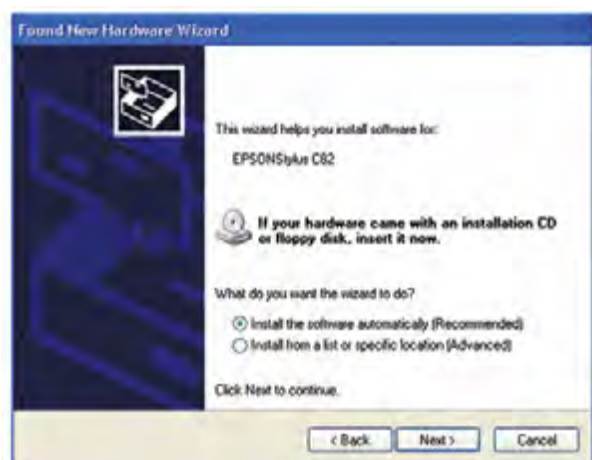 Found New Hardware Wizard
This wizard helps you install software for:
EPSONStylus C82
If your hardware came with an installation CD
or floppy disk, insert it now.
What do you want the wizard to do?
Install the software automatically (Recommended)
Install from a list or specific location (Advanced)
Click Next to continue.
< Back Next > Cancel